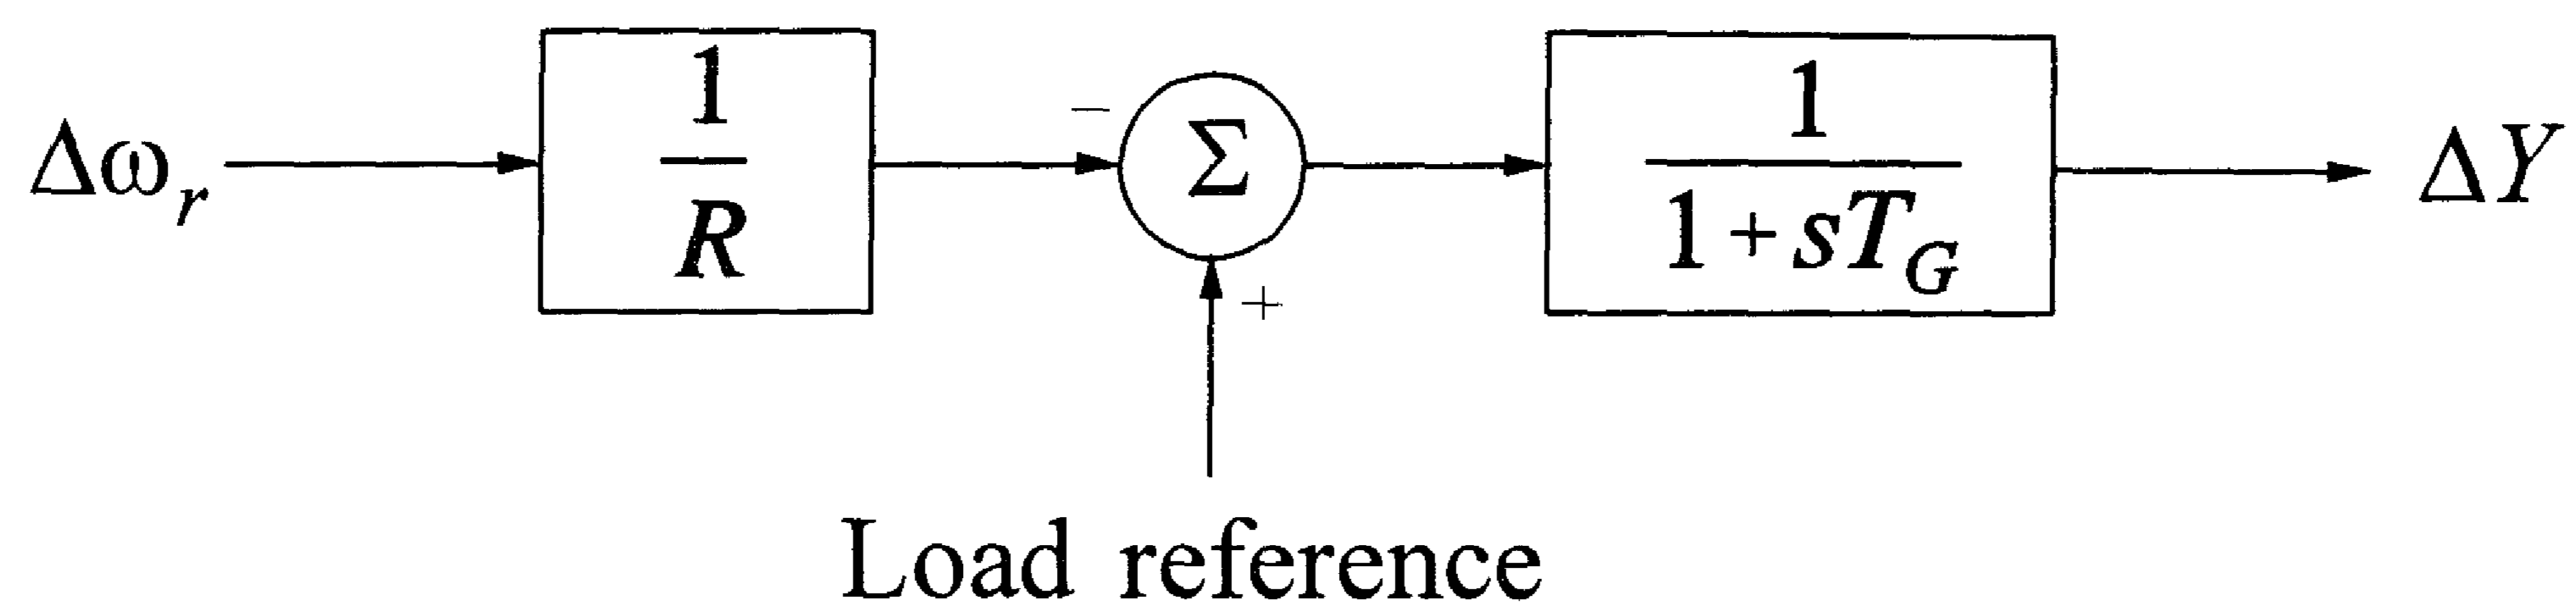 Δω_r
1
R
−
Σ
+
1
1+sT_G
ΔY
Load reference